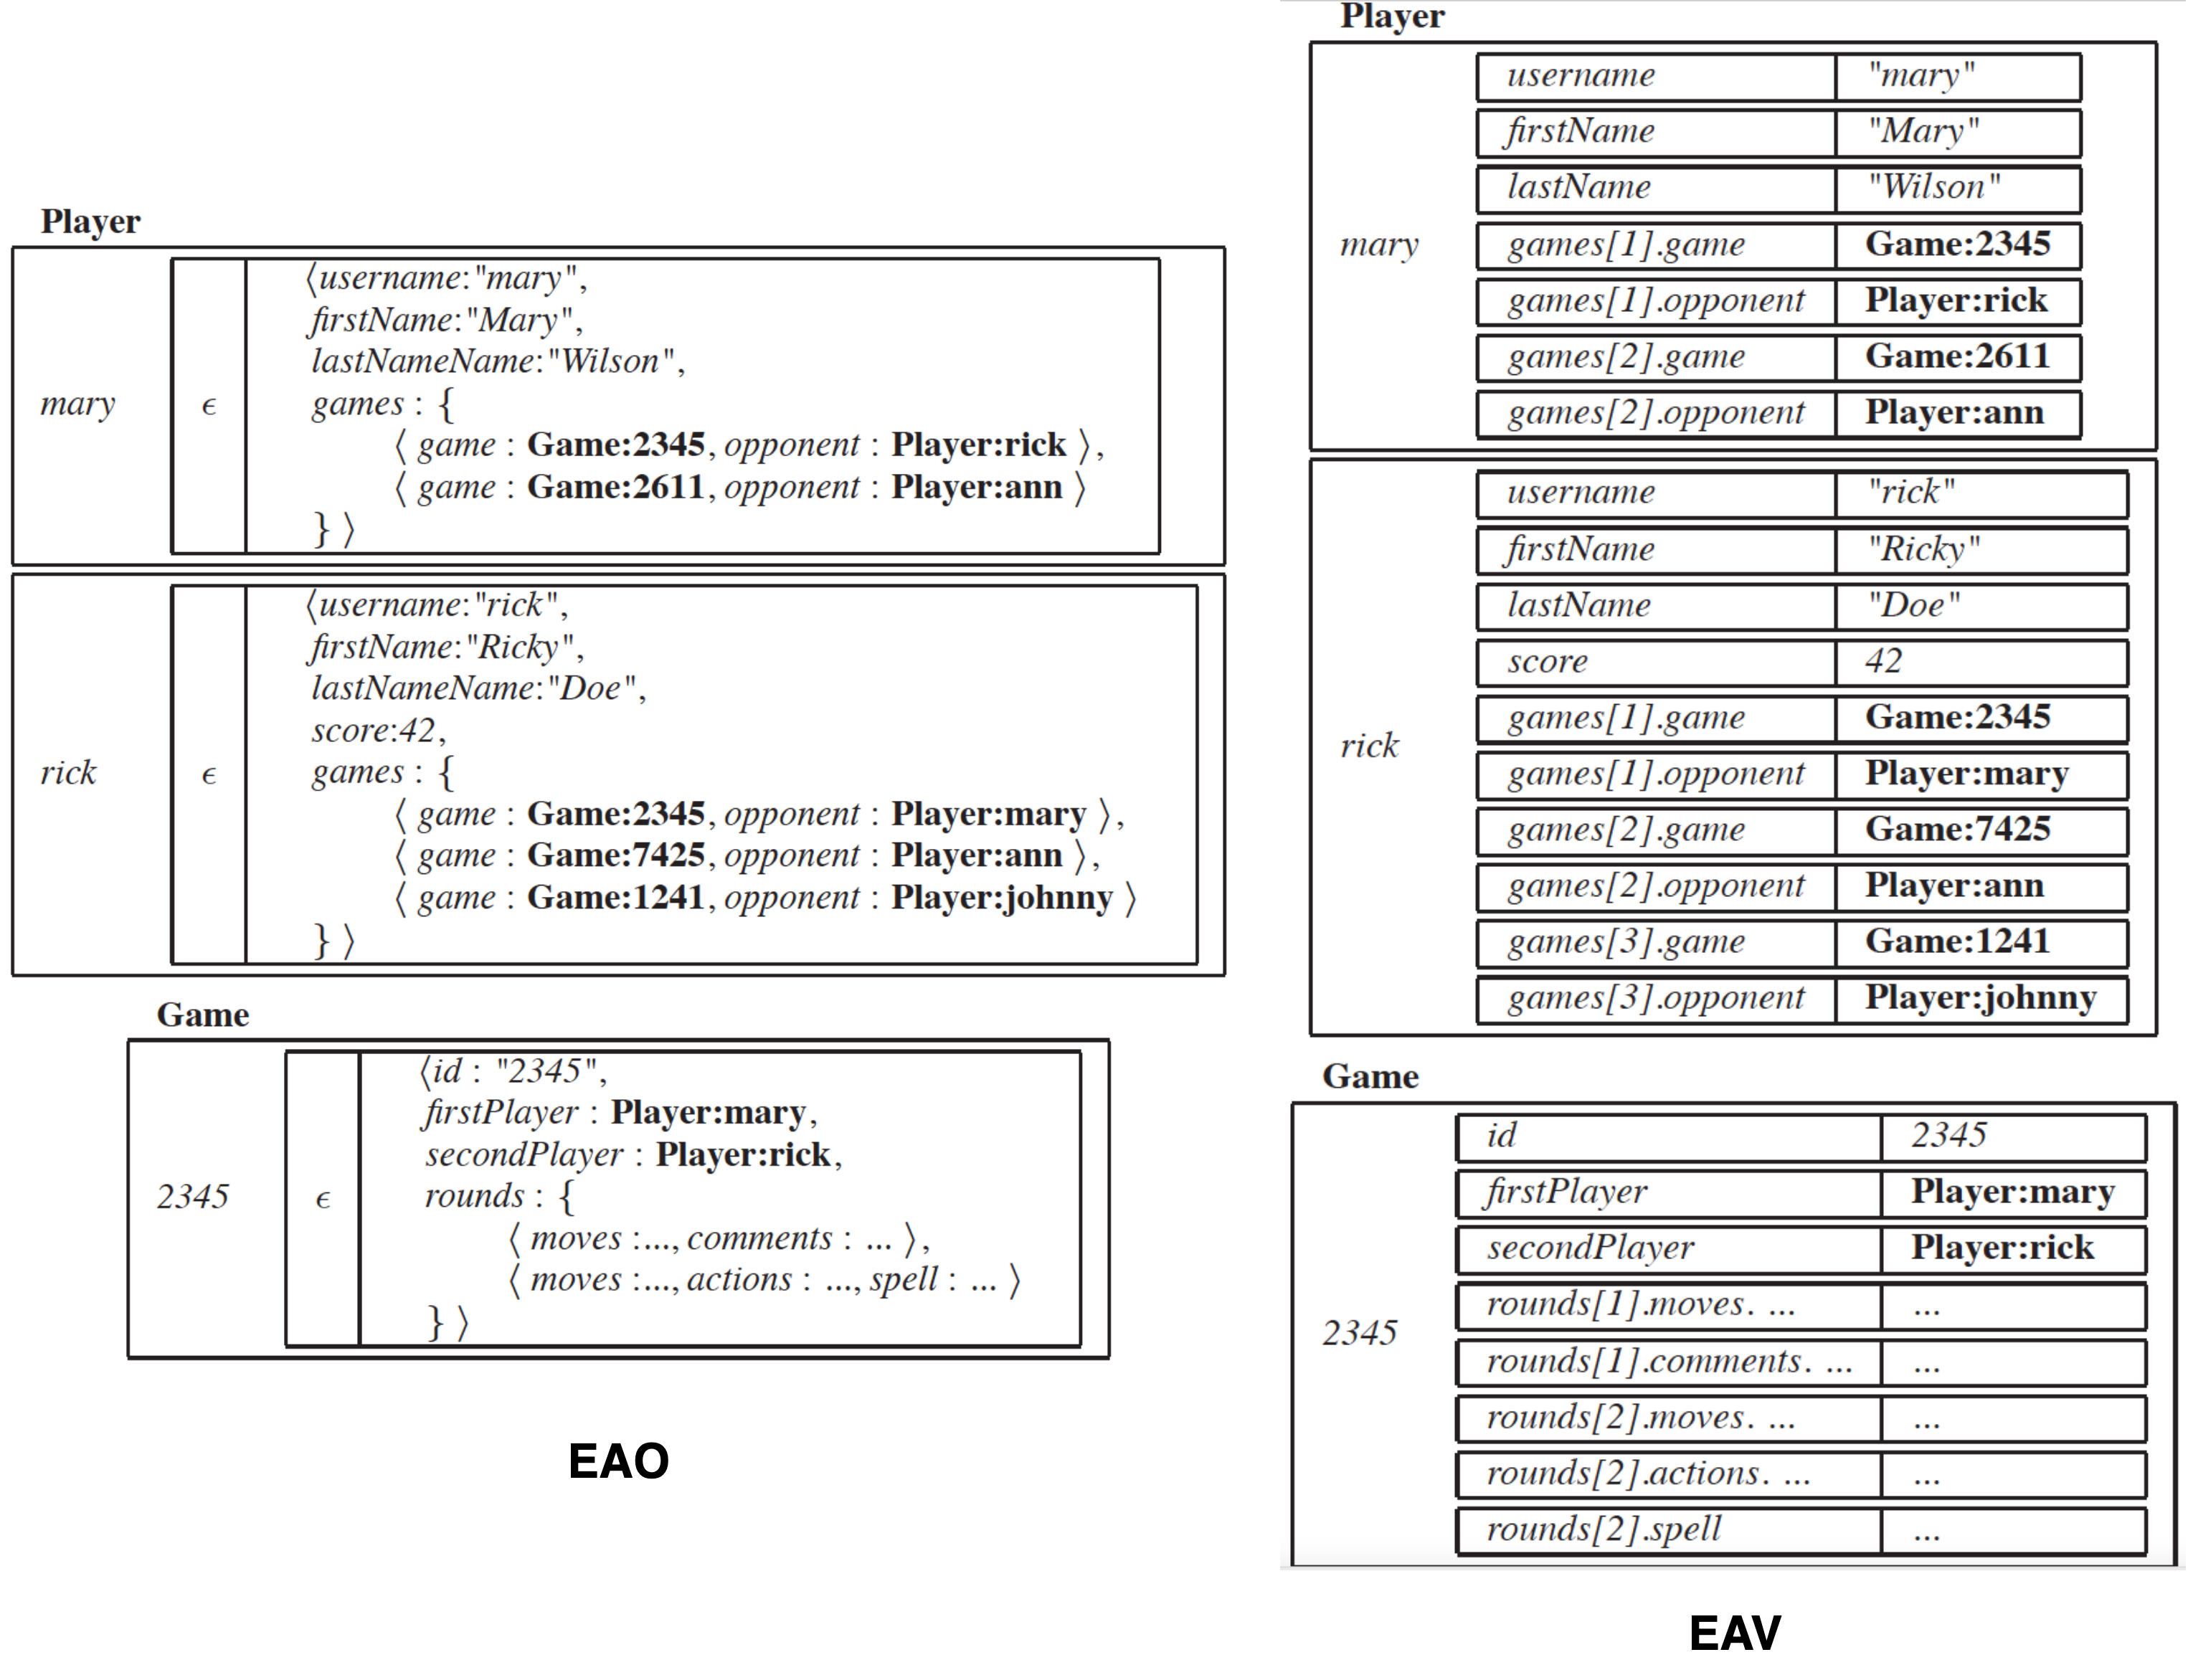 Player
mary
ϵ
⟨username:"mary",
firstName:"Mary",
lastNameName:"Wilson",
games : {
⟨ game : Game:2345, opponent : Player:rick ⟩,
⟨ game : Game:2611, opponent : Player:ann ⟩
} ⟩
rick
ϵ
⟨username:"rick",
firstName:"Ricky",
lastNameName:"Doe",
score:42,
games : {
⟨ game : Game:2345, opponent : Player:mary ⟩,
⟨ game : Game:7425, opponent : Player:ann ⟩,
⟨ game : Game:1241, opponent : Player:johnny ⟩
} ⟩
Game
2345
ϵ
⟨id : "2345",
firstPlayer : Player:mary,
secondPlayer : Player:rick,
rounds : {
⟨ moves :..., comments : ... ⟩,
⟨ moves :..., actions : ..., spell : ... ⟩
} ⟩
EAO
Player
mary
username "mary"
firstName "Mary"
lastName "Wilson"
games[1].game Game:2345
games[1].opponent Player:rick
games[2].game Game:2611
games[2].opponent Player:ann
rick
username "rick"
firstName "Ricky"
lastName "Doe"
score 42
games[1].game Game:2345
games[1].opponent Player:mary
games[2].game Game:7425
games[2].opponent Player:ann
games[3].game Game:1241
games[3].opponent Player:johnny
Game
2345
id 2345
firstPlayer Player:mary
secondPlayer Player:rick
rounds[1].moves. ... ...
rounds[1].comments. ... ...
rounds[2].moves. ... ...
rounds[2].actions. ... ...
rounds[2].spell ...
EAV